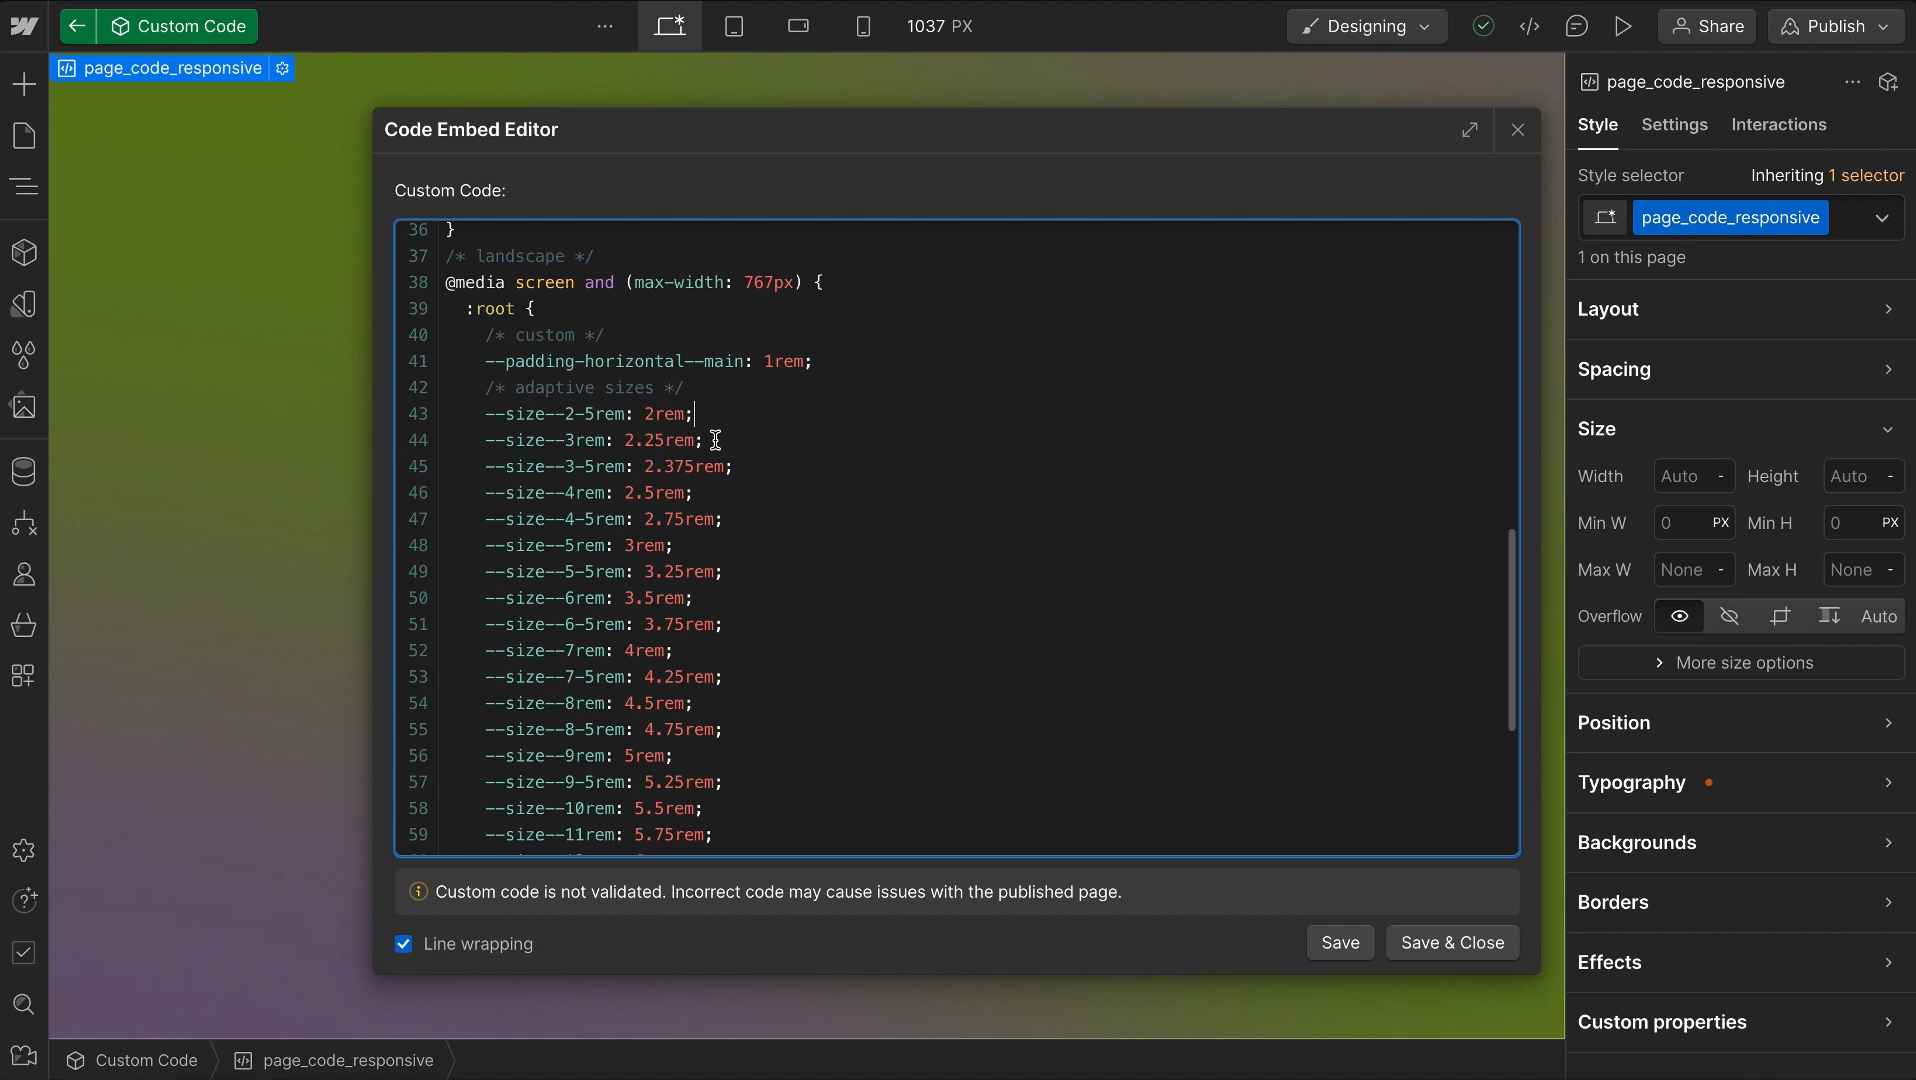 Custom Code
1037 PX
Designing
Share
Publish
page_code_responsive
Code Embed Editor
Custom Code:
36 }
37 /* landscape */
38 @media screen and (max-width: 767px) {
39 :root {
40 /* custom */
41 --padding-horizontal--main: 1rem;
42 /* adaptive sizes */
43 --size--2-5rem: 2rem;
44 --size--3rem: 2.25rem;
45 --size--3-5rem: 2.375rem;
46 --size--4rem: 2.5rem;
47 --size--4-5rem: 2.75rem;
48 --size--5rem: 3rem;
49 --size--5-5rem: 3.25rem;
50 --size--6rem: 3.5rem;
51 --size--6-5rem: 3.75rem;
52 --size--7rem: 4rem;
53 --size--7-5rem: 4.25rem;
54 --size--8rem: 4.5rem;
55 --size--8-5rem: 4.75rem;
56 --size--9rem: 5rem;
57 --size--9-5rem: 5.25rem;
58 --size--10rem: 5.5rem;
59 --size--11rem: 5.75rem;
Custom code is not validated. Incorrect code may cause issues with the published page.
Line wrapping
Save
Save & Close
page_code_responsive
Style Settings Interactions
Style selector Inheriting 1 selector
page_code_responsive
1 on this page
Layout
Spacing
Size
Width Auto - Height Auto -
Min W 0 PX Min H 0 PX
Max W None - Max H None -
Overflow Auto
More size options
Position
Typography
Backgrounds
Borders
Effects
Custom properties
Custom Code page_code_responsive